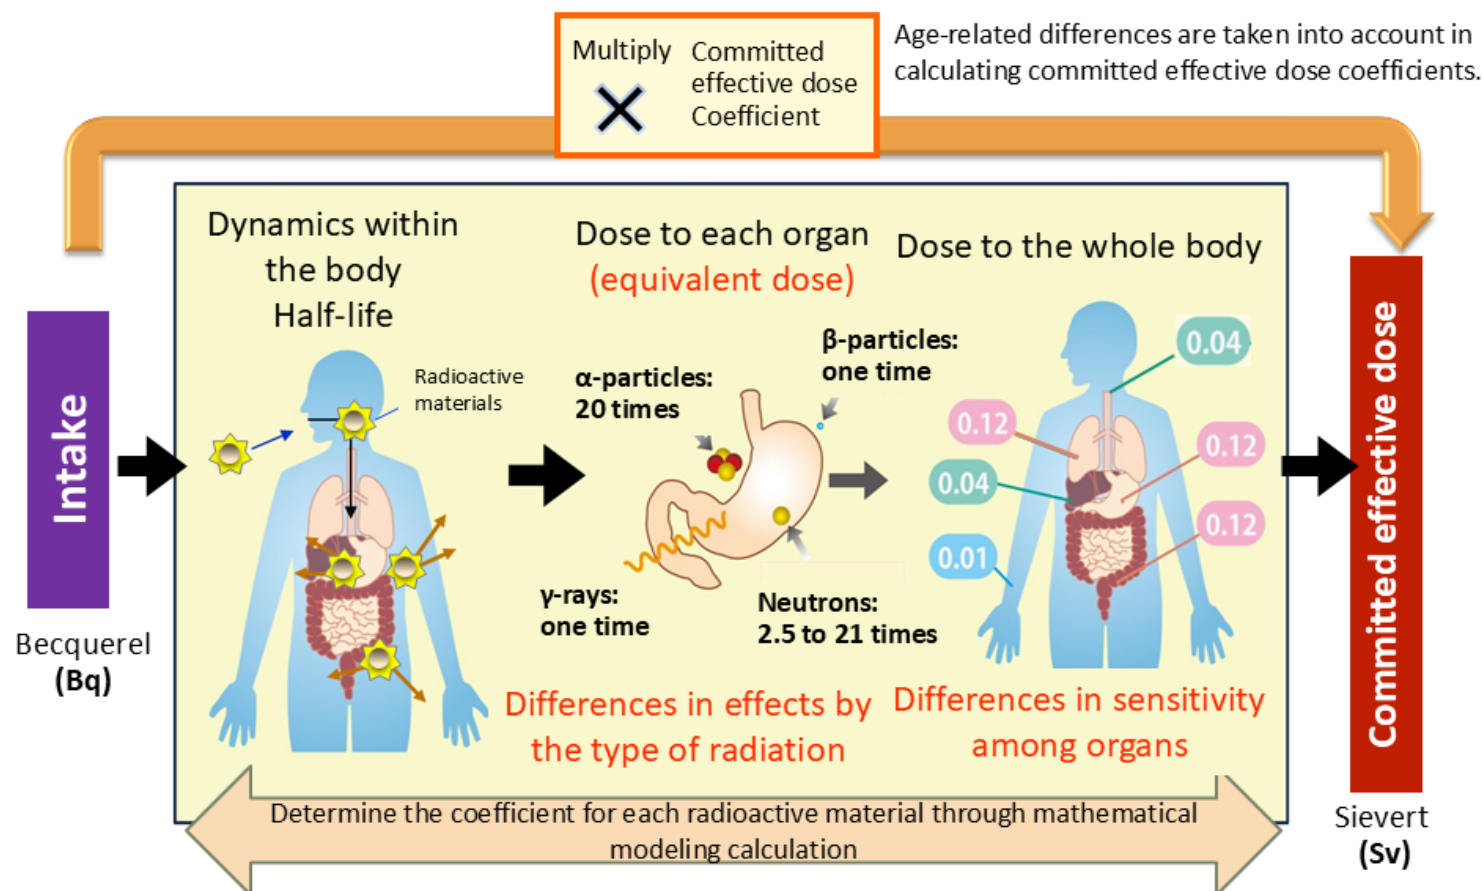 Multiply
Committed
effective dose
Coefficient
Age-related differences are taken into account in
calculating committed effective dose coefficients.
Intake
Becquerel
(Bq)
Dynamics within
the body
Half-life
Radioactive
materials
Dose to each organ
(equivalent dose)
α-particles:
20 times
β-particles:
one time
γ-rays:
one time
Neutrons:
2.5 to 21 times
Differences in effects by
the type of radiation
Dose to the whole body
0.04
0.12
0.12
0.04
0.12
0.01
Differences in sensitivity
among organs
Determine the coefficient for each radioactive material through mathematical
modeling calculation
Committed effective dose
Sievert
(Sv)